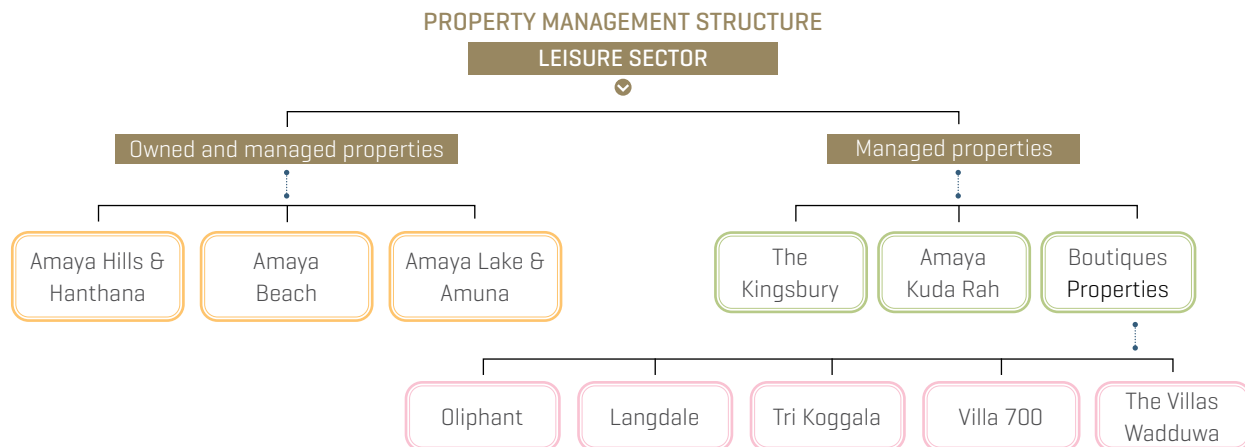 PROPERTY MANAGEMENT STRUCTURE
LEISURE SECTOR
Owned and managed properties
Managed properties
Amaya Hills &
Hanthana
Amaya
Beach
Amaya Lake &
Amuna
The
Kingsbury
Amaya
Kuda Rah
Boutiques
Properties
Oliphant
Langdale
Tri Koggala
Villa 700
The Villas
Wadduwa